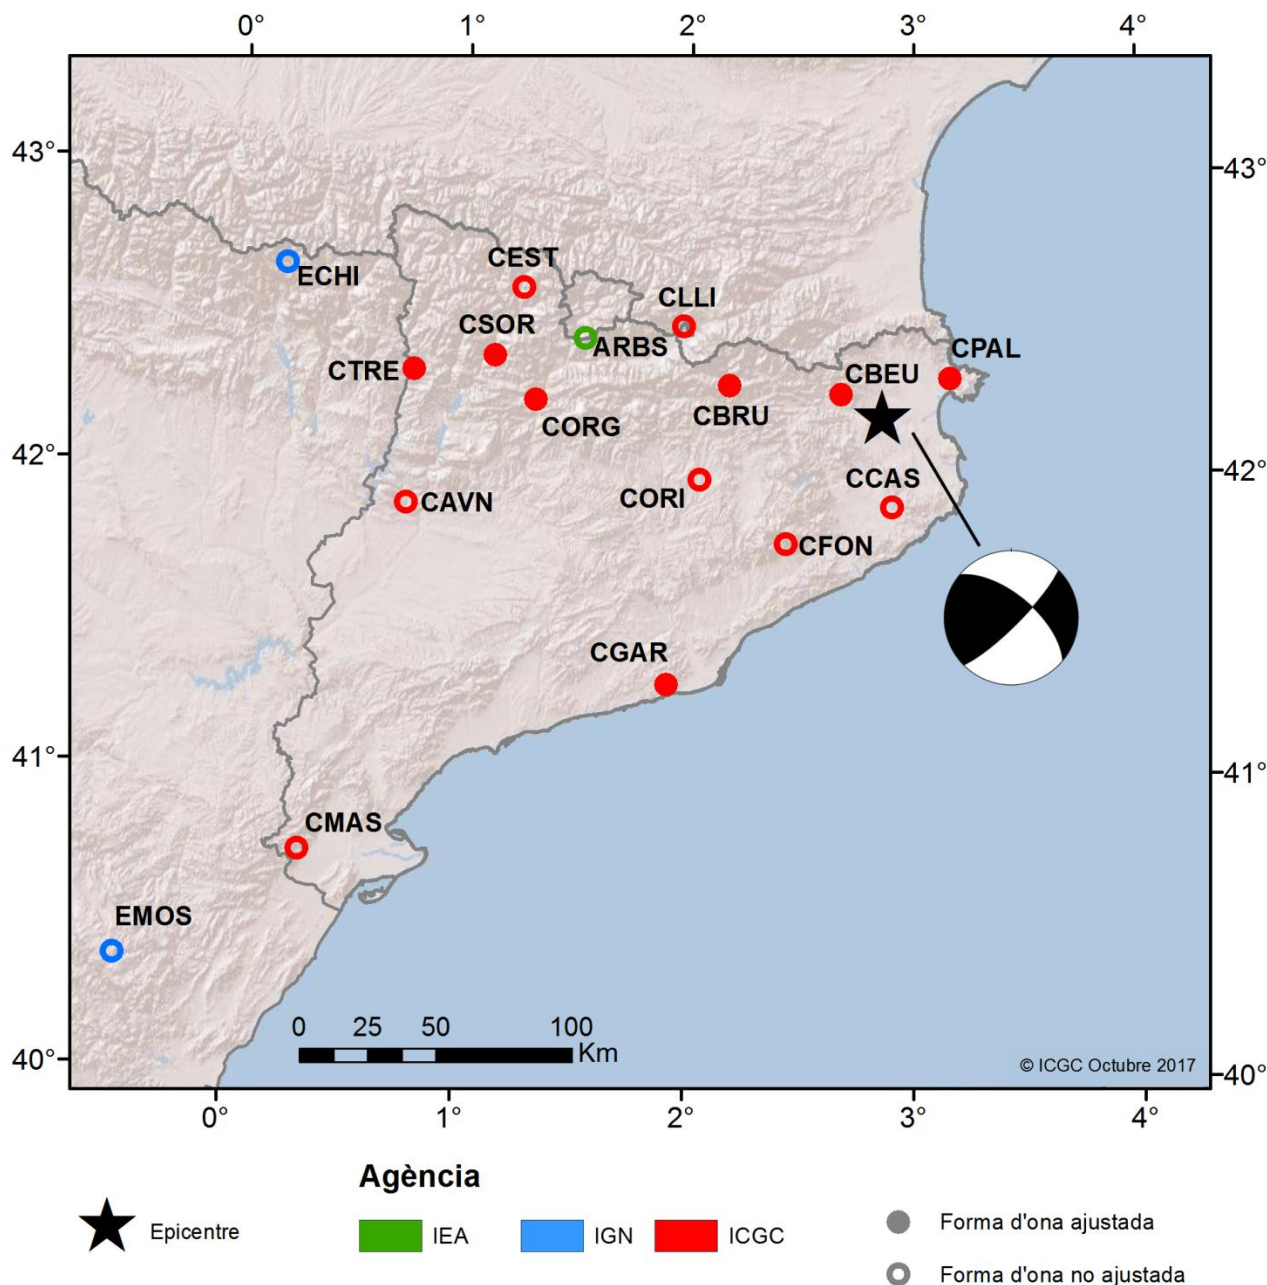 0° 1° 2° 3° 4°
43° 43°
ECHI
CEST
CLLI
CSOR
ARBS
CPAL
CTRE
CBEU
CORG
CBRU
42° 42°
CCAS
CAVN
CORI
CFON
CGAR
41° 41°
CMAS
EMOS
0 25 50 100
Km
© ICGC Octubre 2017
40° 40°
0° 1° 2° 3° 4°
Agència
Epicentre
IEA
IGN
ICGC
Forma d'ona ajustada
Forma d'ona no ajustada